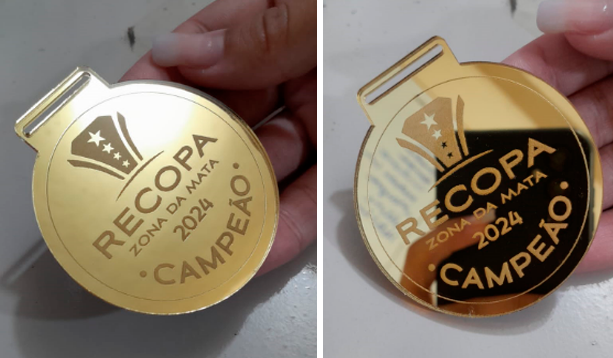 RECOPA
ZONA DA MATA
2024
• CAMPEÃO •
RECOPA
ZONA DA MATA
2024
• CAMPEÃO •